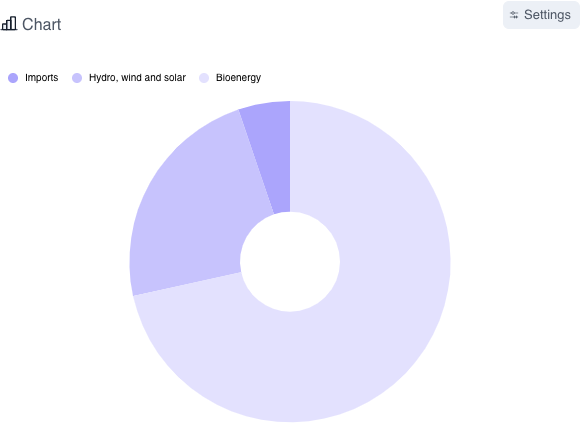 Settings
Chart
Imports
Hydro, wind and solar
Bioenergy